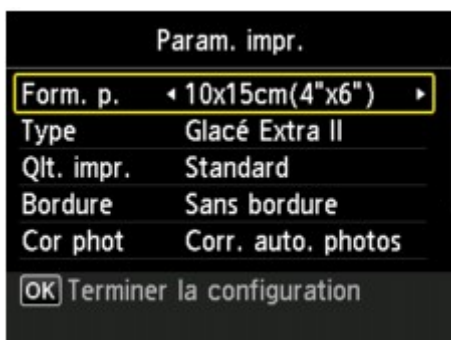 Param. impr.
Form. p. 10x15cm(4"x6")
Type Glacé Extra II
Qlt. impr. Standard
Bordure Sans bordure
Cor phot Corr. auto. photos
OK Terminer la configuration